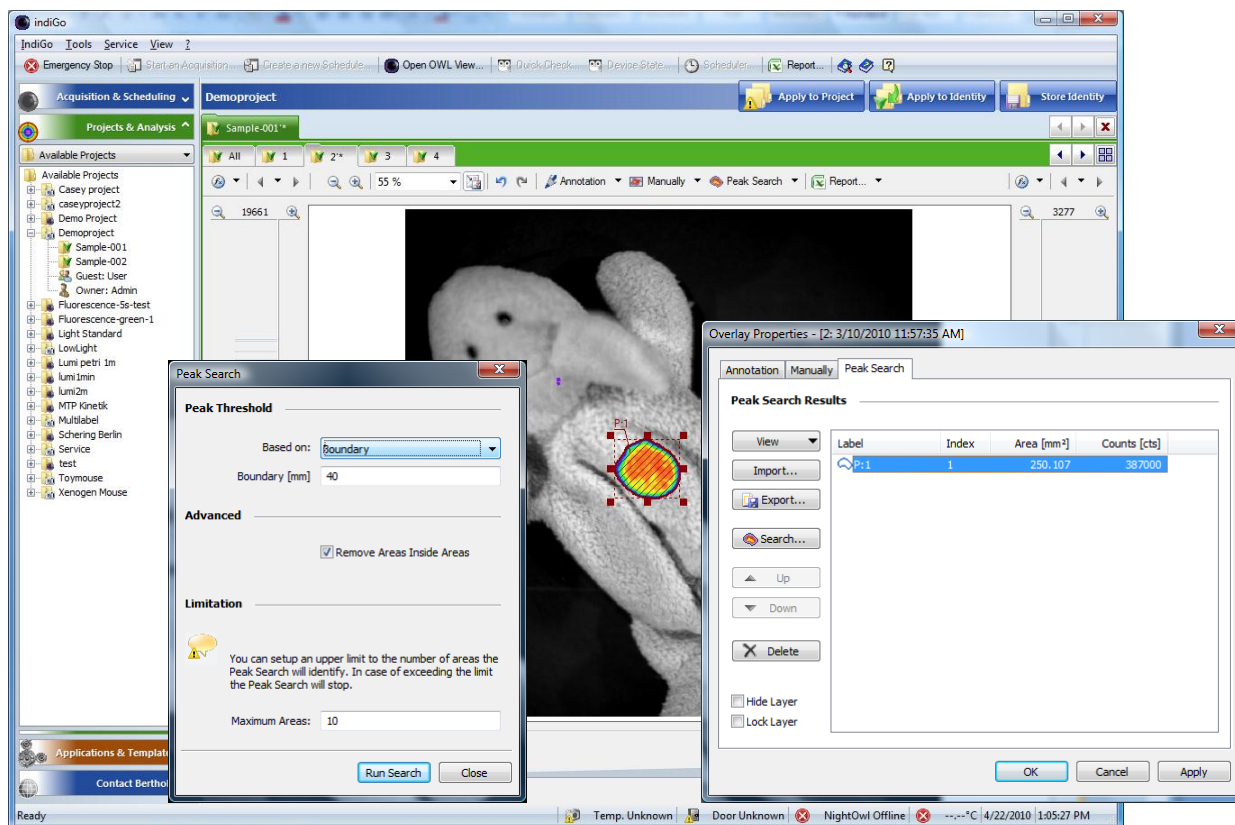 indiGo
IndiGo Tools Service View ?
Emergency Stop Start an Acquisition... Create a new Schedule... Open OWL View... Quick Check... Device State... Scheduler... Report...
Acquisition & Scheduling
Demoproject
Apply to Project
Apply to Identity
Store Identity
Projects & Analysis
Sample-001'*
Available Projects
All 1 2'* 3 4
55 % Annotation Manually Peak Search Report...
19661
3277
Available Projects
Casey project
caseyproject2
Demo Project
Demoproject
Sample-001
Sample-002
Guest: User
Owner: Admin
Fluorescence-5s-test
Fluorescence-green-1
Light Standard
LowLight
Lumi petri 1m
lumi1min
lumi2m
MTP Kinetik
Multilabel
Schering Berlin
Service
test
Toymouse
Xenogen Mouse
P:1
Peak Search
Peak Threshold
Based on: Boundary
Boundary [mm] 40
Advanced
Remove Areas Inside Areas
Limitation
You can setup an upper limit to the number of areas the
Peak Search will identify. In case of exceeding the limit
the Peak Search will stop.
Maximum Areas: 10
Run Search Close
Overlay Properties - [2: 3/10/2010 11:57:35 AM]
Annotation Manually Peak Search
Peak Search Results
View
Import...
Export...
Search...
Up
Down
Delete
Hide Layer
Lock Layer
Label Index Area [mm²] Counts [cts]
P:1 1 250.107 387000
OK Cancel Apply
Applications & Templat
Contact Berthol
Ready
Temp. Unknown Door Unknown NightOwl Offline --.--°C 4/22/2010 1:05:27 PM